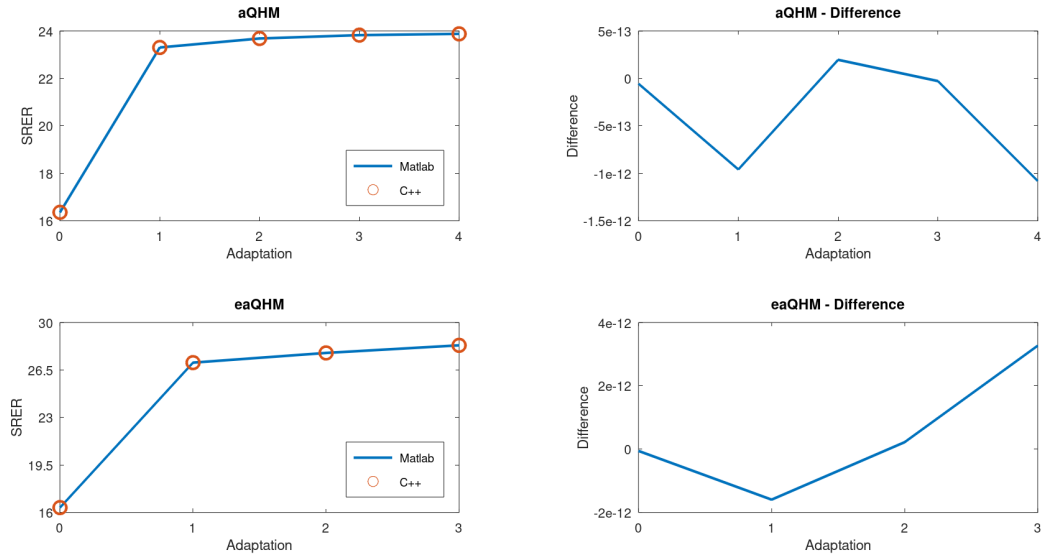 aQHM
24
22
20
18
16
SRER
0 1 2 3 4
Adaptation
Matlab
C++
aQHM - Difference
5e-13
0
-5e-13
-1e-12
-1.5e-12
Difference
0 1 2 3 4
Adaptation
eaQHM
30
26.5
23
19.5
16
SRER
0 1 2 3
Adaptation
Matlab
C++
eaQHM - Difference
4e-12
2e-12
0
-2e-12
Difference
0 1 2 3
Adaptation